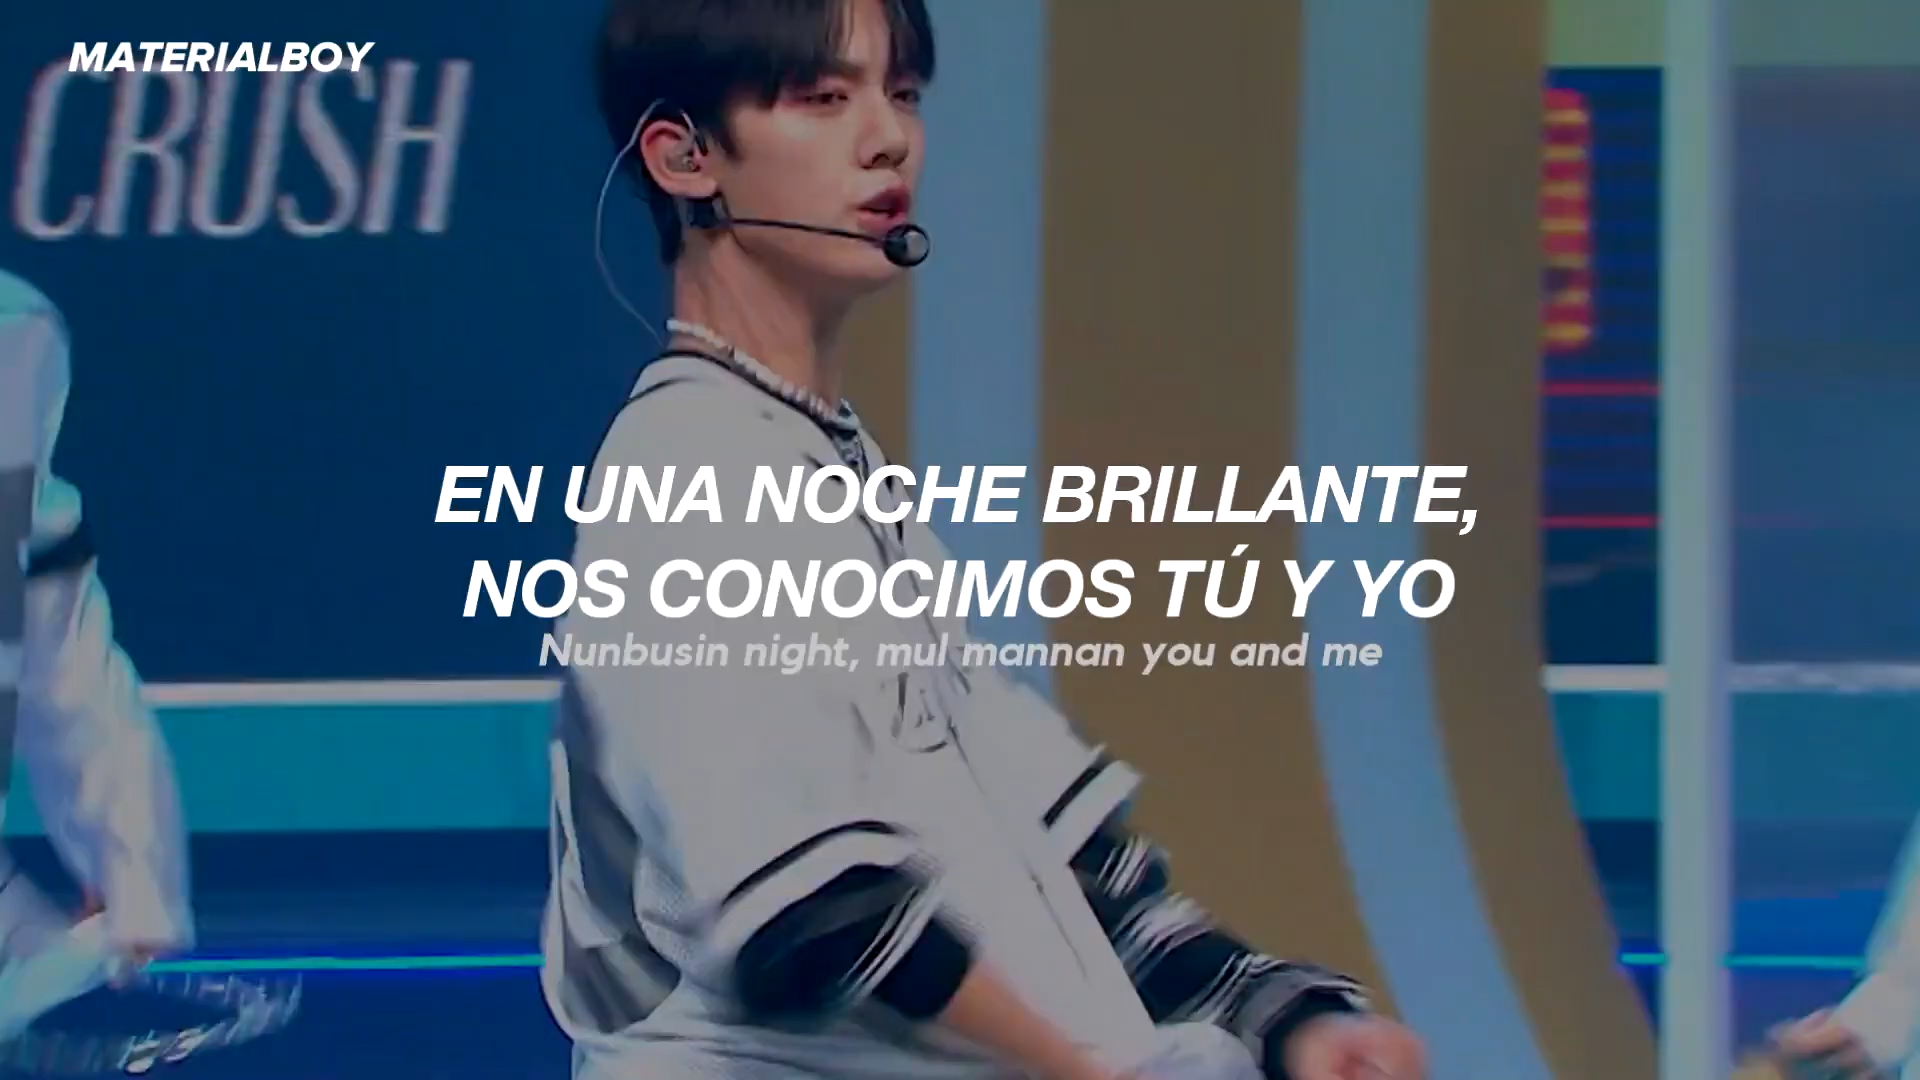 MATERIALBOY
CRUSH
EN UNA NOCHE BRILLANTE,
NOS CONOCIMOS TÚ Y YO
Nunbusin night, mul mannan you and me